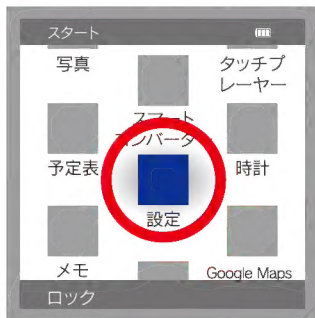 スタート
写真
タッチプ
レーヤー
スマート
コンバーター
予定表
時計
設定
メモ
Google Maps
ロック